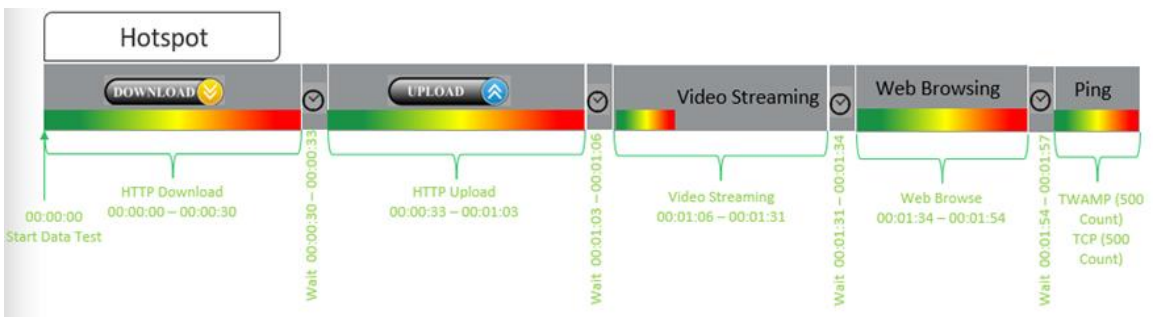 Hotspot
DOWNLOAD
UPLOAD
Video Streaming
Web Browsing
Ping
00:00:00
Start Data Test
HTTP Download
00:00:00 – 00:00:30
Wait 00:00:30 – 00:00:33
HTTP Upload
00:00:33 – 00:01:03
Wait 00:01:03 – 00:01:06
Video Streaming
00:01:06 – 00:01:31
Wait 00:01:31 – 00:01:34
Web Browse
00:01:34 – 00:01:54
Wait 00:01:54 – 00:01:57
TWAMP (500
Count)
TCP (500
Count)